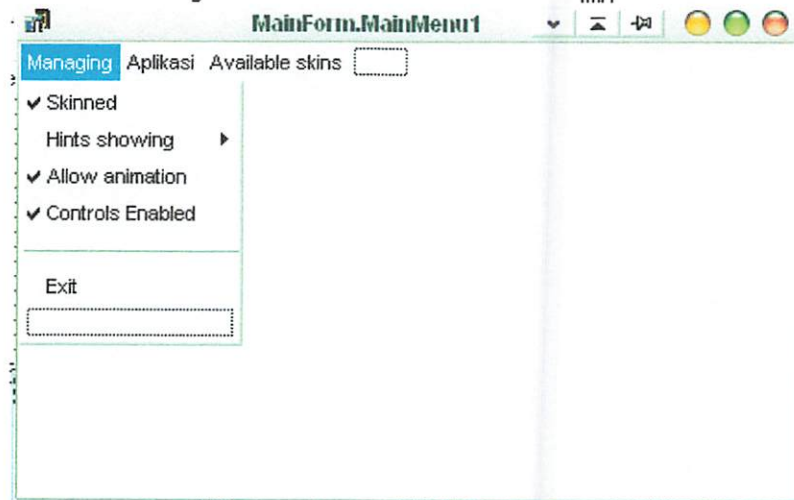 MainForm.MainMenu1
Managing Aplikasi Available skins
Skinned
Hints showing
Allow animation
Controls Enabled
Exit